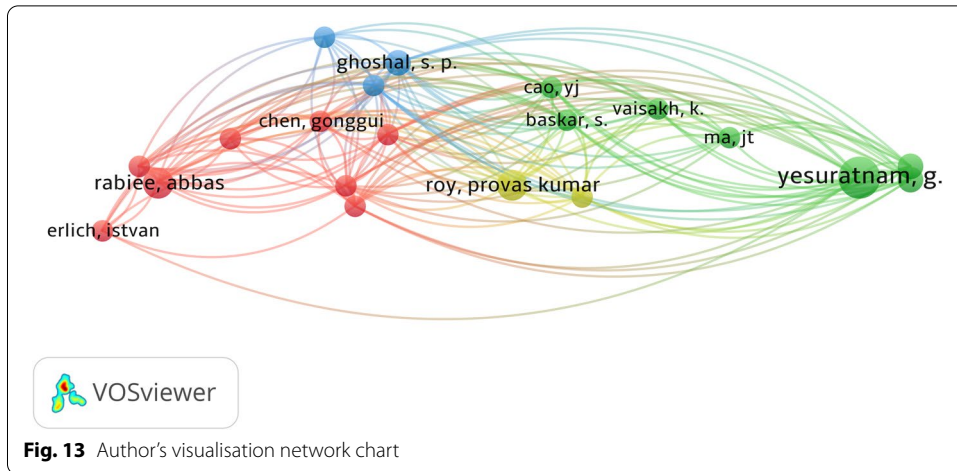 ghoshal, s. p.
cao, yj
vaisakh, k.
chen, gonggui
baskar, s.
ma, jt
rabiee, abbas
roy, provas kumar
yesuratnam, g.
erlich, istvan
VOSviewer
Fig. 13 Author's visualisation network chart